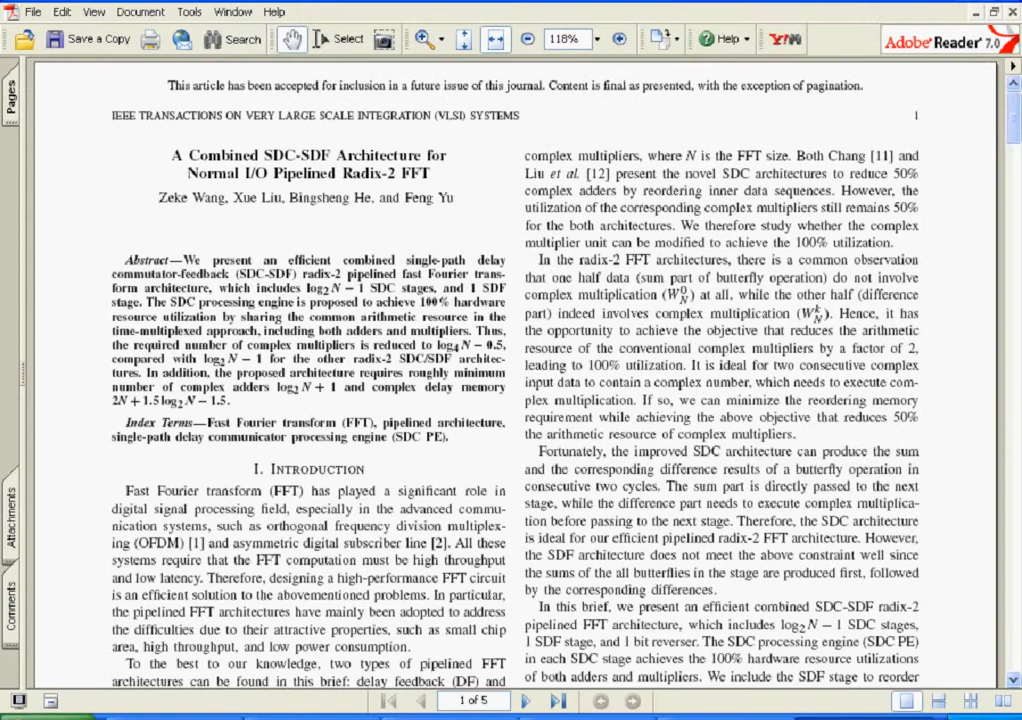 File Edit View Document Tools Window Help
Save a Copy Search Select 118% Help Y!MSN Adobe® Reader® 7.0
Pages
Attachments
Comments
This article has been accepted for inclusion in a future issue of this journal. Content is final as presented, with the exception of pagination.
IEEE TRANSACTIONS ON VERY LARGE SCALE INTEGRATION (VLSI) SYSTEMS 1
A Combined SDC-SDF Architecture for
Normal I/O Pipelined Radix-2 FFT
Zeke Wang, Xue Liu, Bingsheng He, and Feng Yu
Abstract—We present an efficient combined single-path delay
commutator-feedback (SDC-SDF) radix-2 pipelined fast Fourier trans-
form architecture, which includes log₂ N − 1 SDC stages, and 1 SDF
stage. The SDC processing engine is proposed to achieve 100% hardware
resource utilization by sharing the common arithmetic resource in the
time-multiplexed approach, including both adders and multipliers. Thus,
the required number of complex multipliers is reduced to log₄ N − 0.5,
compared with log₂ N − 1 for the other radix-2 SDC/SDF architec-
tures. In addition, the proposed architecture requires roughly minimum
number of complex adders log₂ N + 1 and complex delay memory
2N + 1.5 log₂ N − 1.5.
Index Terms—Fast Fourier transform (FFT), pipelined architecture,
single-path delay communicator processing engine (SDC PE).
I. INTRODUCTION
Fast Fourier transform (FFT) has played a significant role in
digital signal processing field, especially in the advanced commu-
nication systems, such as orthogonal frequency division multiplex-
ing (OFDM) [1] and asymmetric digital subscriber line [2]. All these
systems require that the FFT computation must be high throughput
and low latency. Therefore, designing a high-performance FFT circuit
is an efficient solution to the abovementioned problems. In particular,
the pipelined FFT architectures have mainly been adopted to address
the difficulties due to their attractive properties, such as small chip
area, high throughput, and low power consumption.
To the best to our knowledge, two types of pipelined FFT
architectures can be found in this brief: delay feedback (DF) and
complex multipliers, where N is the FFT size. Both Chang [11] and
Liu et al. [12] present the novel SDC architectures to reduce 50%
complex adders by reordering inner data sequences. However, the
utilization of the corresponding complex multipliers still remains 50%
for the both architectures. We therefore study whether the complex
multiplier unit can be modified to achieve the 100% utilization.
In the radix-2 FFT architectures, there is a common observation
that one half data (sum part of butterfly operation) do not involve
complex multiplication (W_N^0) at all, while the other half (difference
part) indeed involves complex multiplication (W_N^k). Hence, it has
the opportunity to achieve the objective that reduces the arithmetic
resource of the conventional complex multipliers by a factor of 2,
leading to 100% utilization. It is ideal for two consecutive complex
input data to contain a complex number, which needs to execute com-
plex multiplication. If so, we can minimize the reordering memory
requirement while achieving the above objective that reduces 50%
the arithmetic resource of complex multipliers.
Fortunately, the improved SDC architecture can produce the sum
and the corresponding difference results of a butterfly operation in
consecutive two cycles. The sum part is directly passed to the next
stage, while the difference part needs to execute complex multiplica-
tion before passing to the next stage. Therefore, the SDC architecture
is ideal for our efficient pipelined radix-2 FFT architecture. However,
the SDF architecture does not meet the above constraint well since
the sums of the all butterflies in the stage are produced first, followed
by the corresponding differences.
In this brief, we present an efficient combined SDC-SDF radix-2
pipelined FFT architecture, which includes log₂ N − 1 SDC stages,
1 SDF stage, and 1 bit reverser. The SDC processing engine (SDC PE)
in each SDC stage achieves the 100% hardware resource utilizations
of both adders and multipliers. We include the SDF stage to reorder
1 of 5